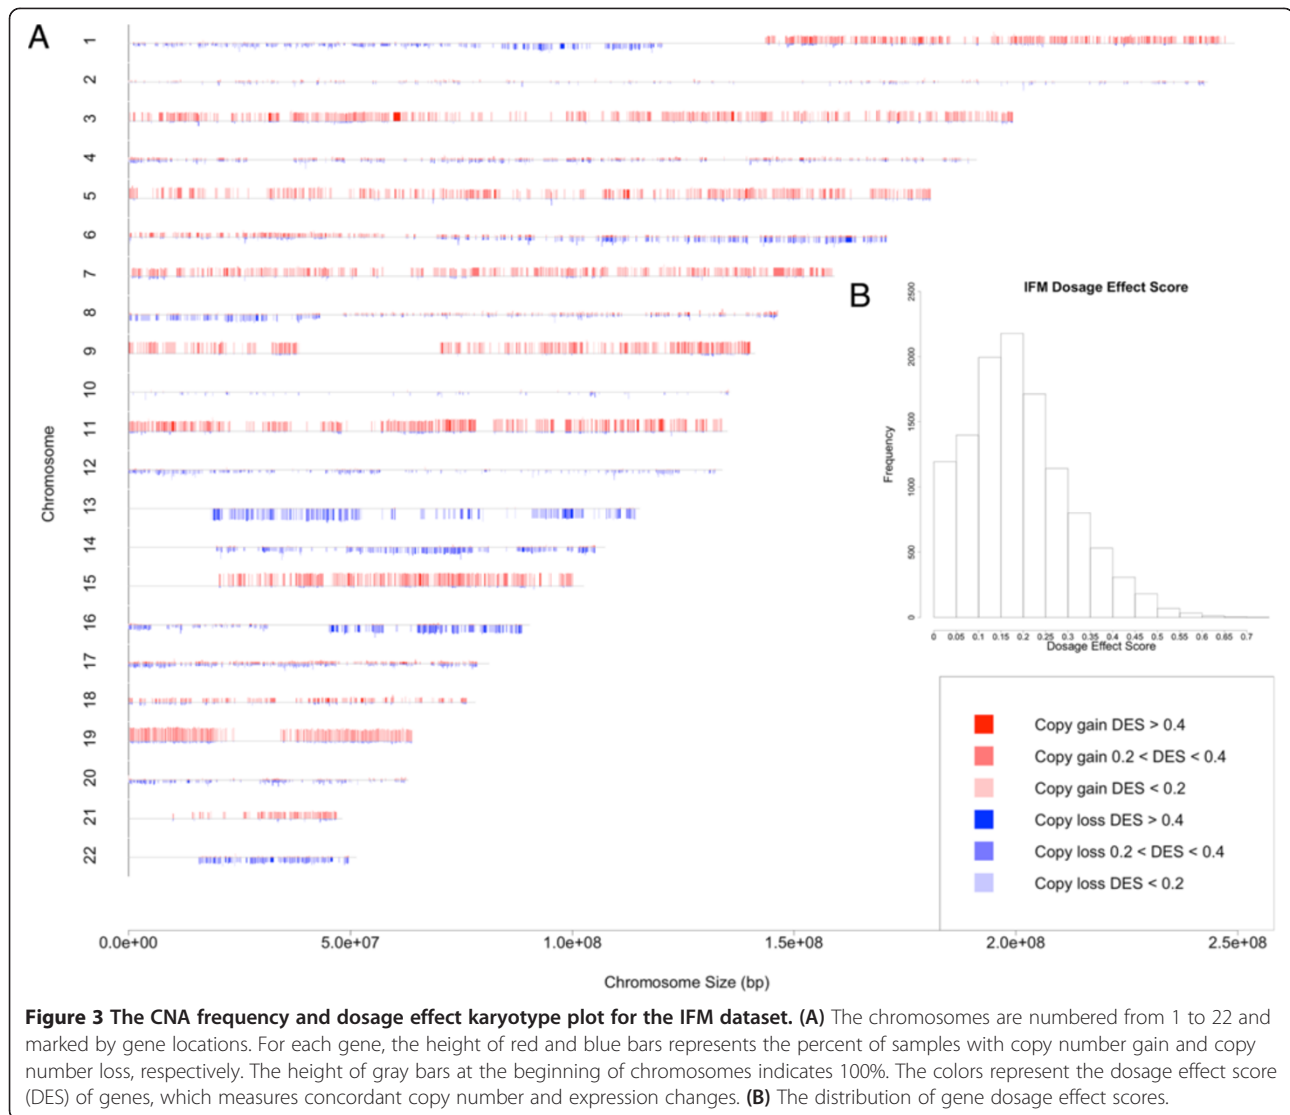 A
1
2
3
4
5
6
7
8
9
10
11
12
13
14
15
16
17
18
19
20
21
22
Chromosome
0.0e+00 5.0e+07 1.0e+08 1.5e+08 2.0e+08 2.5e+08
Chromosome Size (bp)
B
IFM Dosage Effect Score
2500
2000
1500
1000
500
0
Frequency
0 0.05 0.1 0.15 0.2 0.25 0.3 0.35 0.4 0.45 0.5 0.55 0.6 0.65 0.7
Dosage Effect Score
Copy gain DES > 0.4
Copy gain 0.2 < DES < 0.4
Copy gain DES < 0.2
Copy loss DES > 0.4
Copy loss 0.2 < DES < 0.4
Copy loss DES < 0.2
Figure 3 The CNA frequency and dosage effect karyotype plot for the IFM dataset. (A) The chromosomes are numbered from 1 to 22 and
marked by gene locations. For each gene, the height of red and blue bars represents the percent of samples with copy number gain and copy
number loss, respectively. The height of gray bars at the beginning of chromosomes indicates 100%. The colors represent the dosage effect score
(DES) of genes, which measures concordant copy number and expression changes. (B) The distribution of gene dosage effect scores.